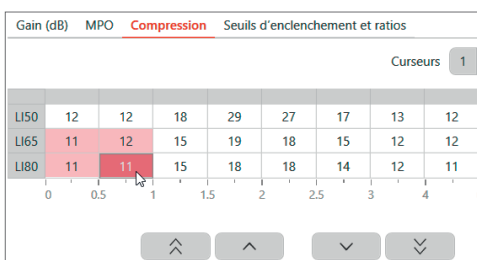 Gain (dB) MPO Compression Seuils d'enclenchement et ratios
Curseurs 1
LI50 12 12 18 29 27 17 13 12
LI65 11 12 15 19 18 15 12 12
LI80 11 11 15 18 18 14 12 11
0 0.5 1 1.5 2 2.5 3 4